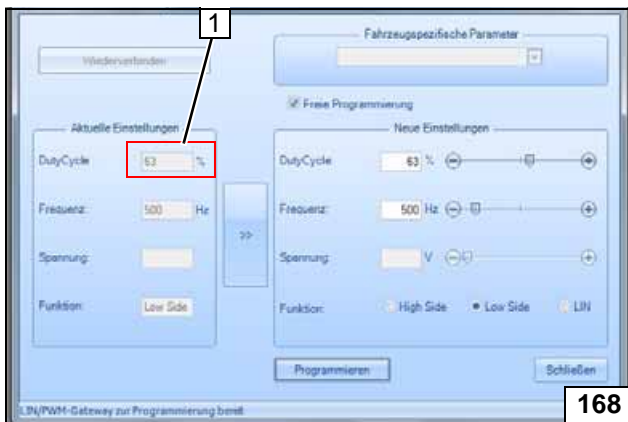 1
Fahrzeugspezifische Parameter
Wiederverbinden
Freie Programmierung
Aktuelle Einstellungen
DutyCycle 63 %
Frequenz: 500 Hz
Spannung:
Funktion: Low Side
>>
Neue Einstellungen
DutyCycle 63 %
Frequenz: 500 Hz
Spannung: V
Funktion: High Side Low Side LIN
Programmieren Schließen
LIN/PWM-Gateway zur Programmierung bereit
168